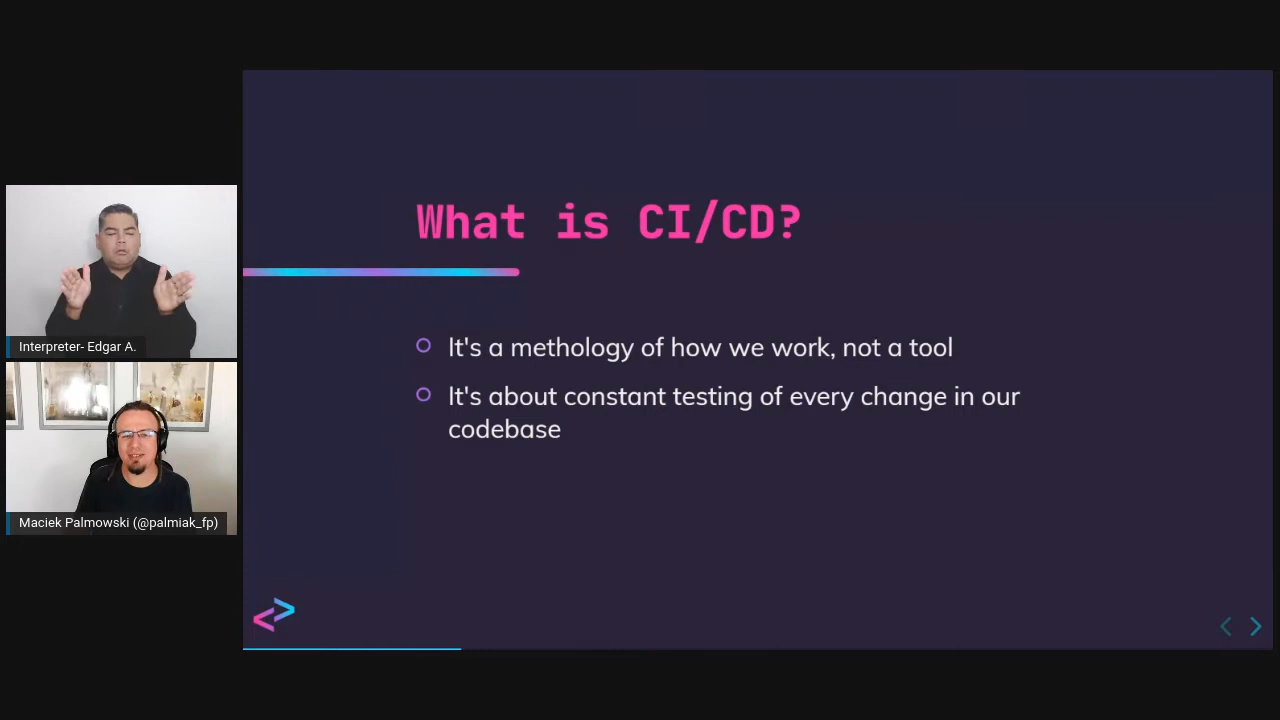 What is CI/CD?
It's a methology of how we work, not a tool
It's about constant testing of every change in our
codebase
Interpreter- Edgar A.
Maciek Palmowski (@palmiak_fp)